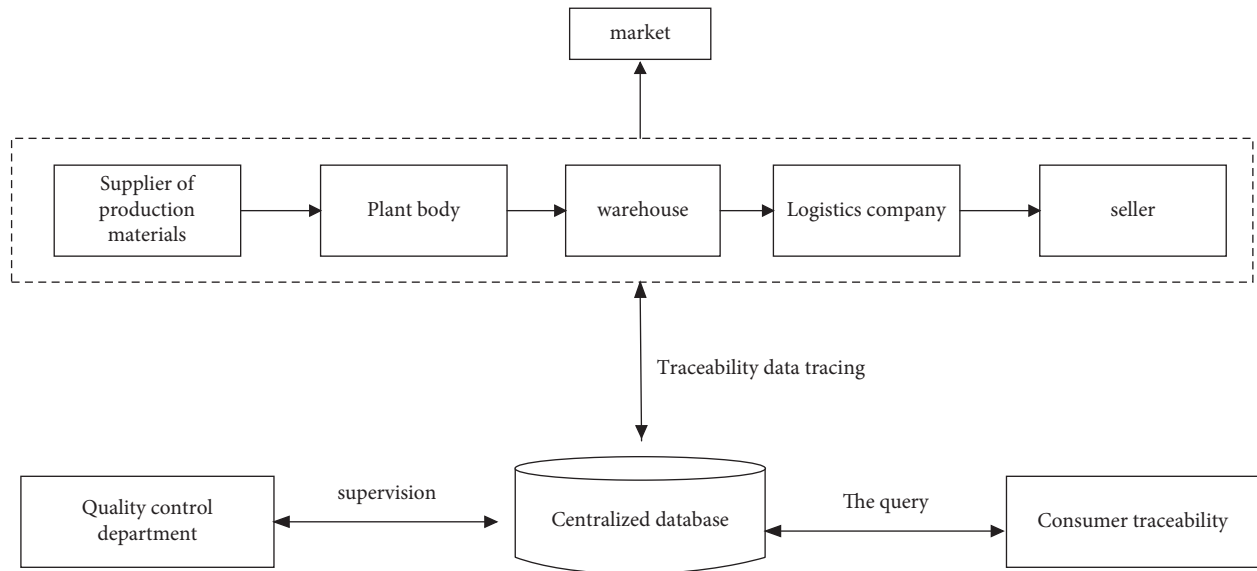 market
Supplier of
production
materials
Plant body
warehouse
Logistics company
seller
Traceability data tracing
Quality control
department
supervision
Centralized database
The query
Consumer traceability